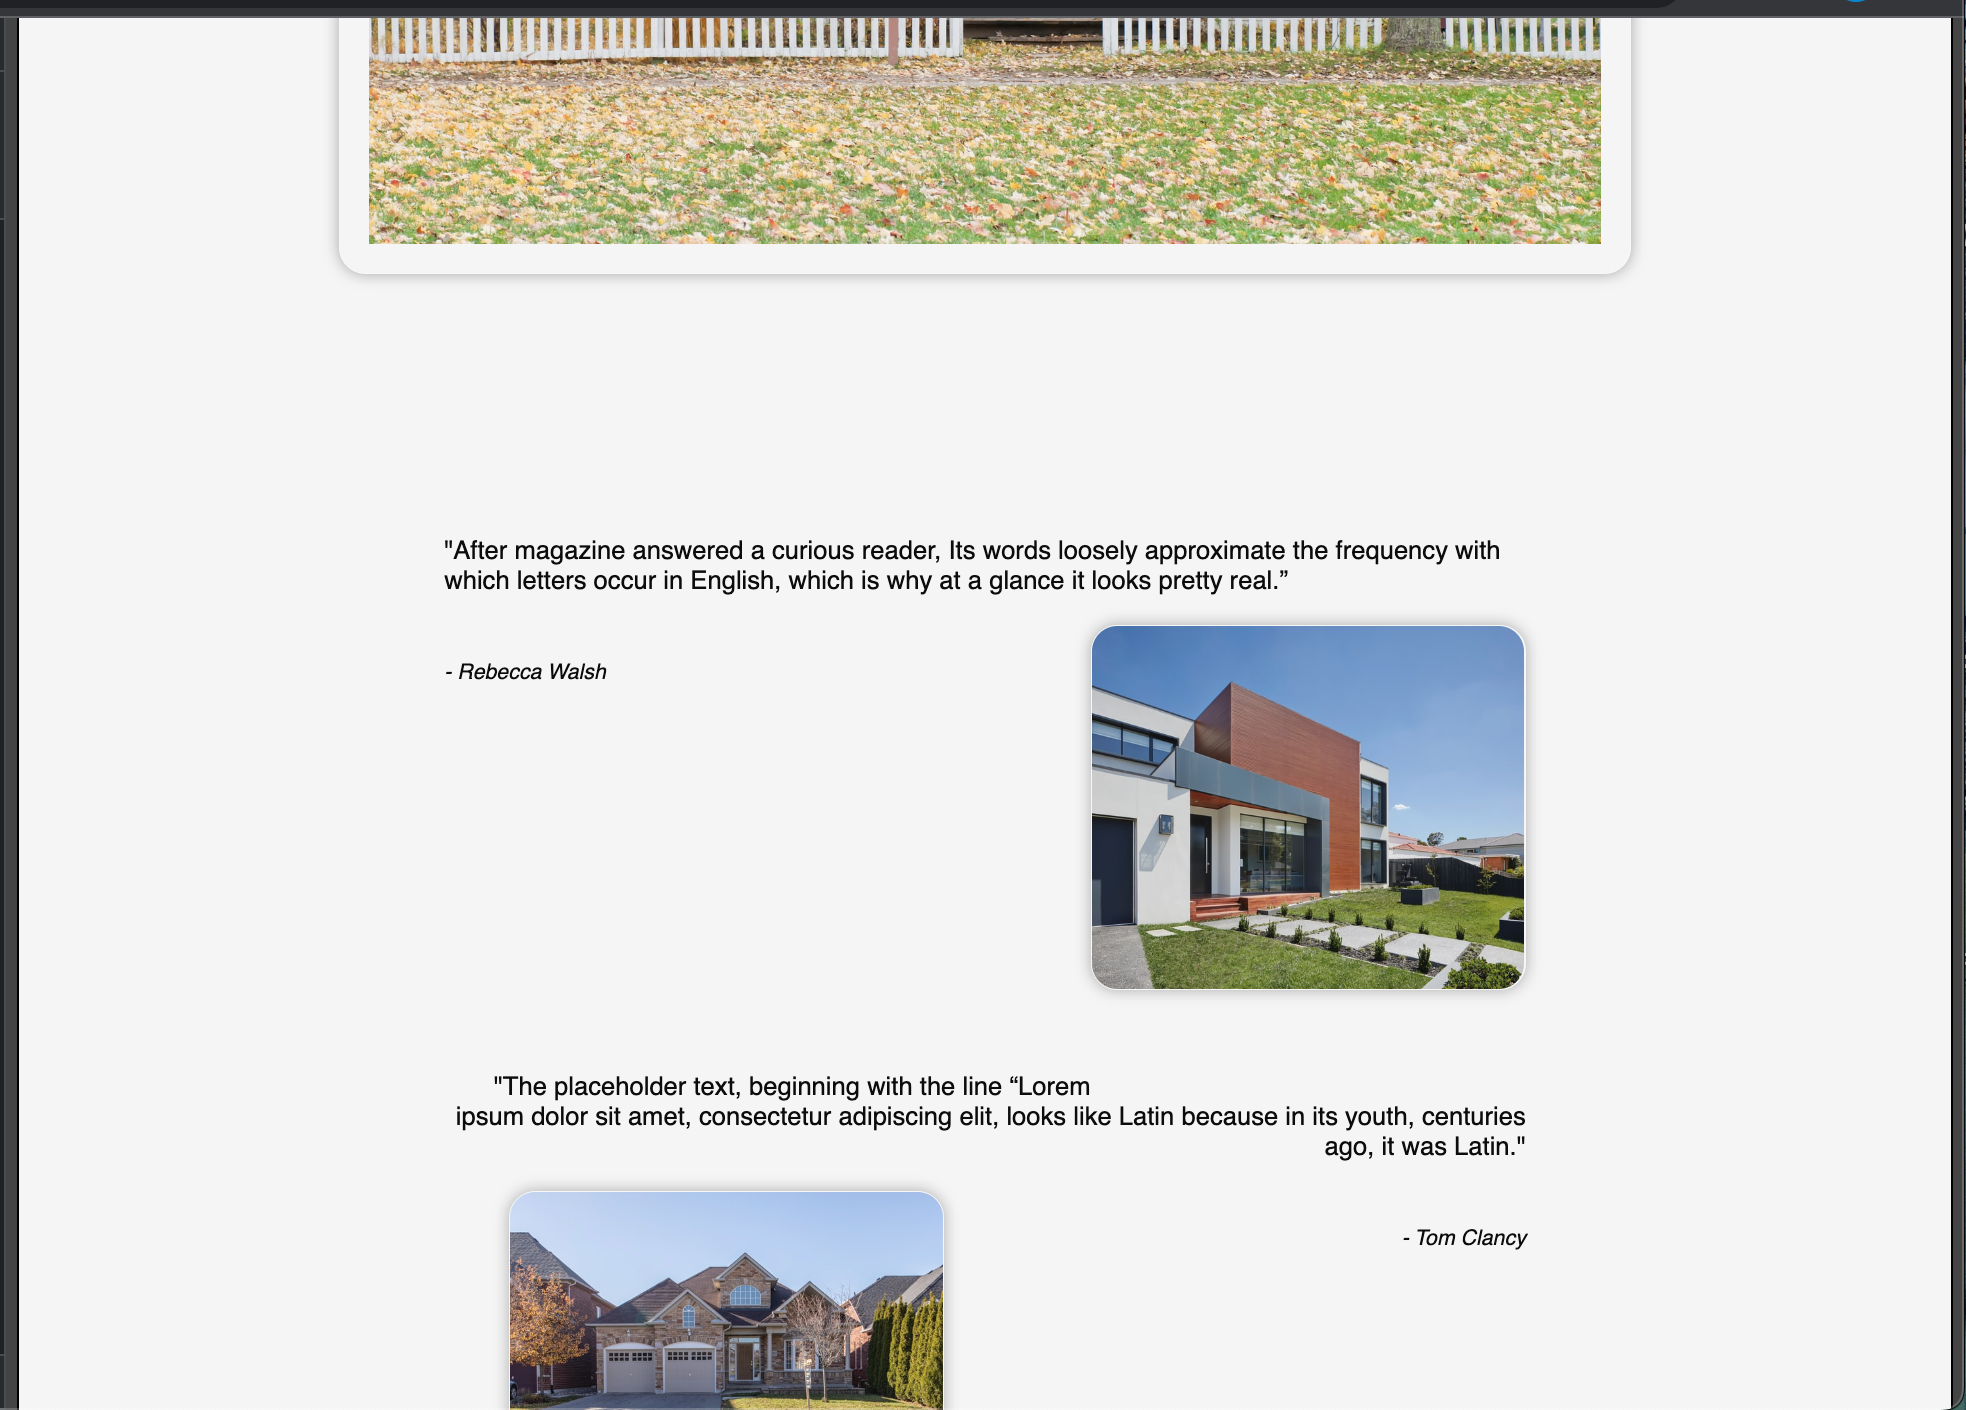 "After magazine answered a curious reader, Its words loosely approximate the frequency with
which letters occur in English, which is why at a glance it looks pretty real.”
- Rebecca Walsh
"The placeholder text, beginning with the line “Lorem
ipsum dolor sit amet, consectetur adipiscing elit, looks like Latin because in its youth, centuries
ago, it was Latin."
- Tom Clancy